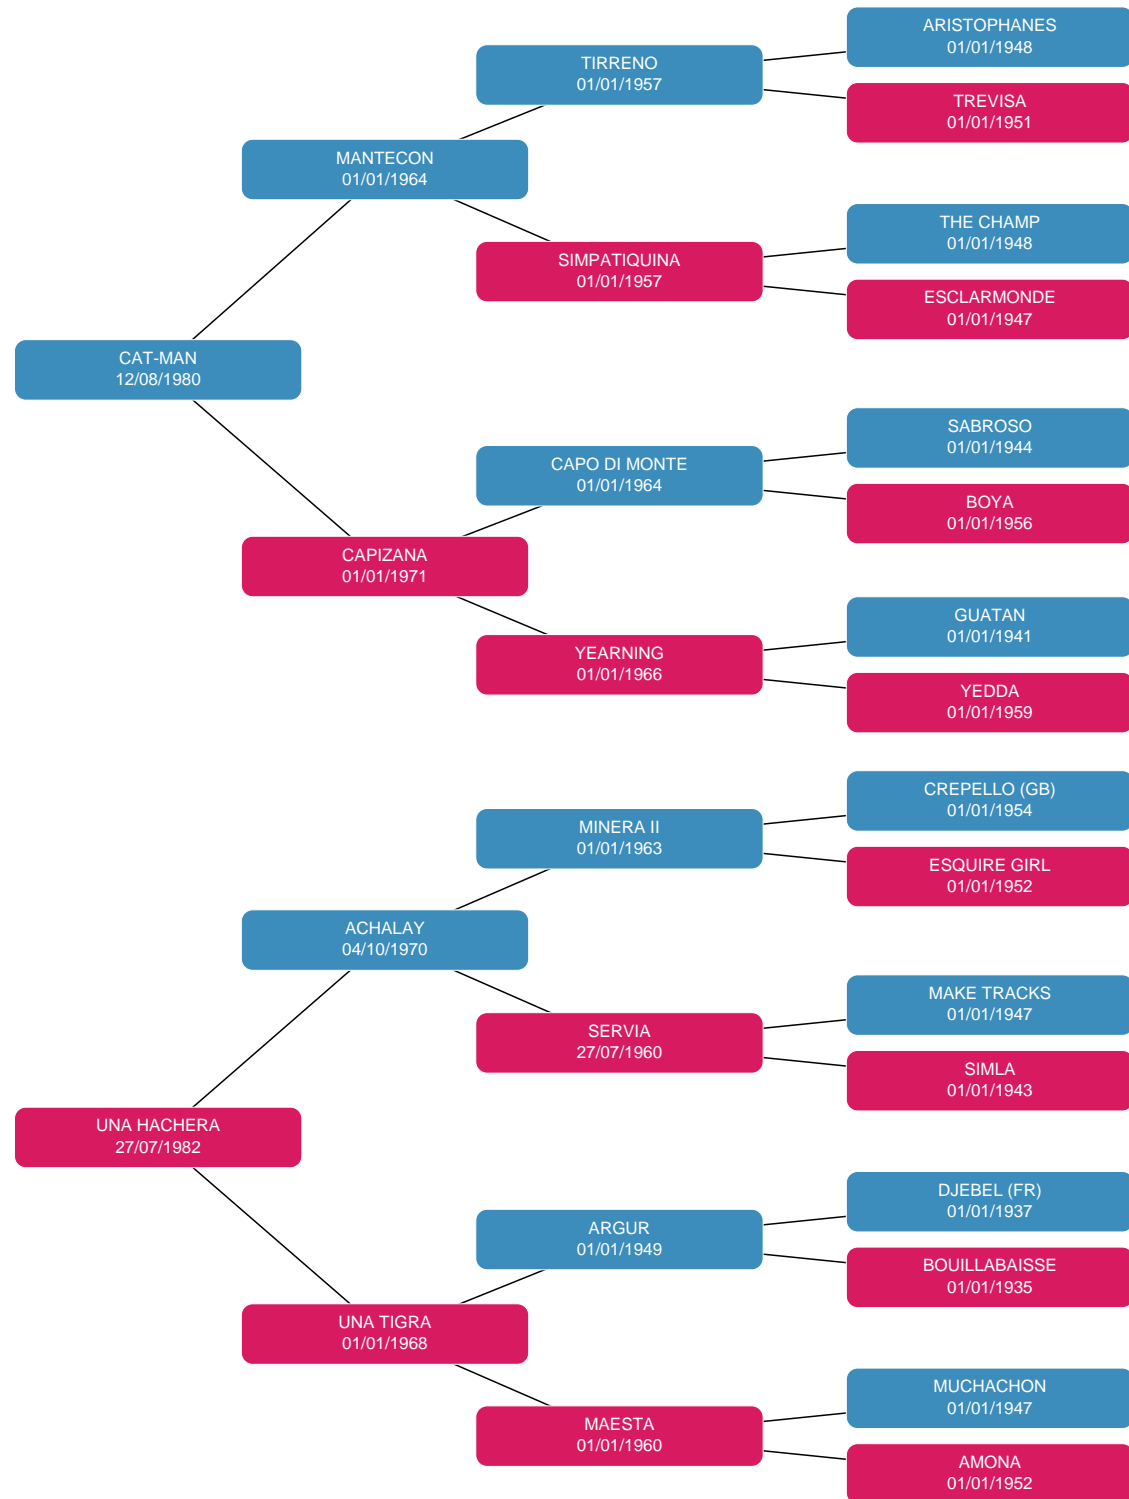 ARISTOPHANES
01/01/1948
TIRRENO
01/01/1957
TREVISA
01/01/1951
MANTECON
01/01/1964
THE CHAMP
01/01/1948
SIMPATIQUINA
01/01/1957
ESCLARMONDE
01/01/1947
CAT-MAN
12/08/1980
SABROSO
01/01/1944
CAPO DI MONTE
01/01/1964
BOYA
01/01/1956
CAPIZANA
01/01/1971
GUATAN
01/01/1941
YEARNING
01/01/1966
YEDDA
01/01/1959
CREPELLO (GB)
01/01/1954
MINERA II
01/01/1963
ESQUIRE GIRL
01/01/1952
ACHALAY
04/10/1970
MAKE TRACKS
01/01/1947
SERVIA
27/07/1960
SIMLA
01/01/1943
UNA HACHERA
27/07/1982
DJEBEL (FR)
01/01/1937
ARGUR
01/01/1949
BOUILLABAISSE
01/01/1935
UNA TIGRA
01/01/1968
MUCHACHON
01/01/1947
MAESTA
01/01/1960
AMONA
01/01/1952